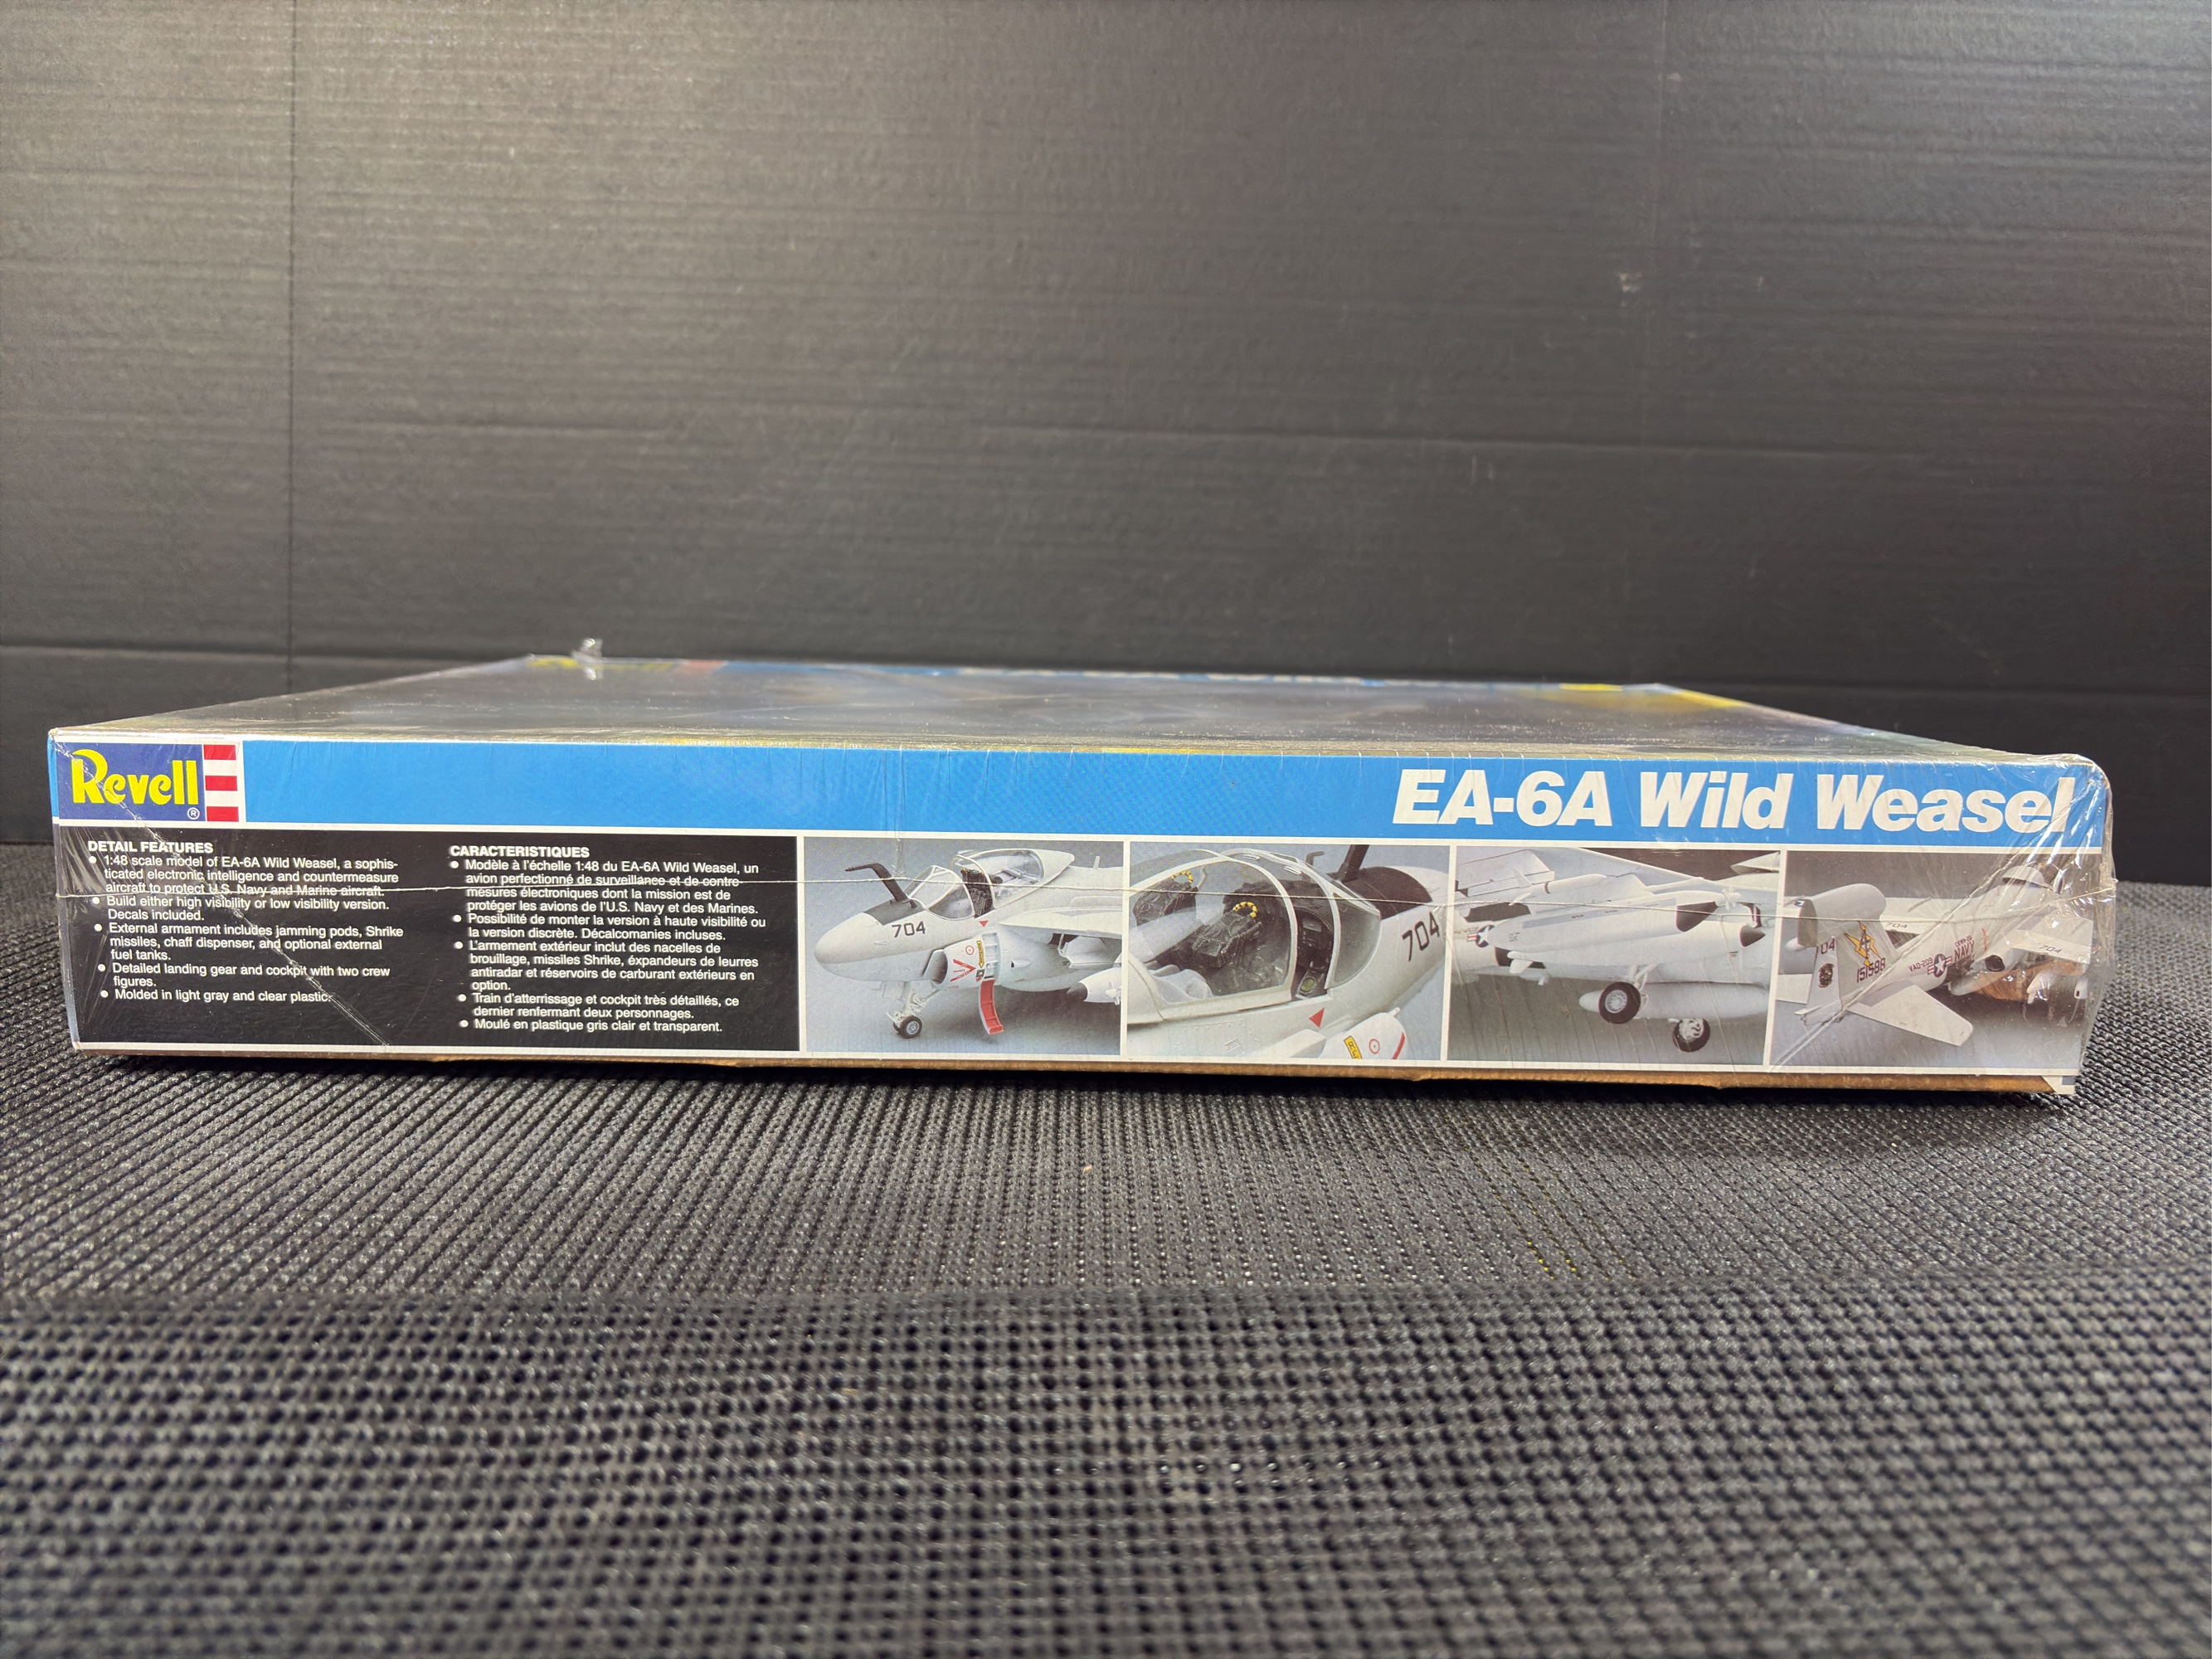 Revell®
EA-6A Wild Weasel
DETAIL FEATURES
● 1:48 scale model of EA-6A Wild Weasel, a sophis-
ticated electronic intelligence and countermeasure
aircraft to protect U.S. Navy and Marine aircraft.
● Build either high visibility or low visibility version.
Decals included.
● External armament includes jamming pods, Shrike
missiles, chaff dispenser, and optional external
fuel tanks.
● Detailed landing gear and cockpit with two crew
figures.
● Molded in light gray and clear plastic.
CARACTERISTIQUES
● Modèle à l'échelle 1:48 du EA-6A Wild Weasel, un
avion perfectionné de surveillance et de contre-
mesures électroniques dont la mission est de
protéger les avions de l'U.S. Navy et des Marines.
● Possibilité de monter la version à haute visibilité ou
la version discrète. Décalcomanies incluses.
● L'armement extérieur inclut des nacelles de
brouillage, missiles Shrike, éxpandeurs de leurres
antiradar et réservoirs de carburant extérieurs en
option.
● Train d'atterrissage et cockpit très détaillés, ce
dernier renfermant deux personnages.
● Moulé en plastique gris clair et transparent.
704
704
704
151598
VAQ-209
NAVY
704
704